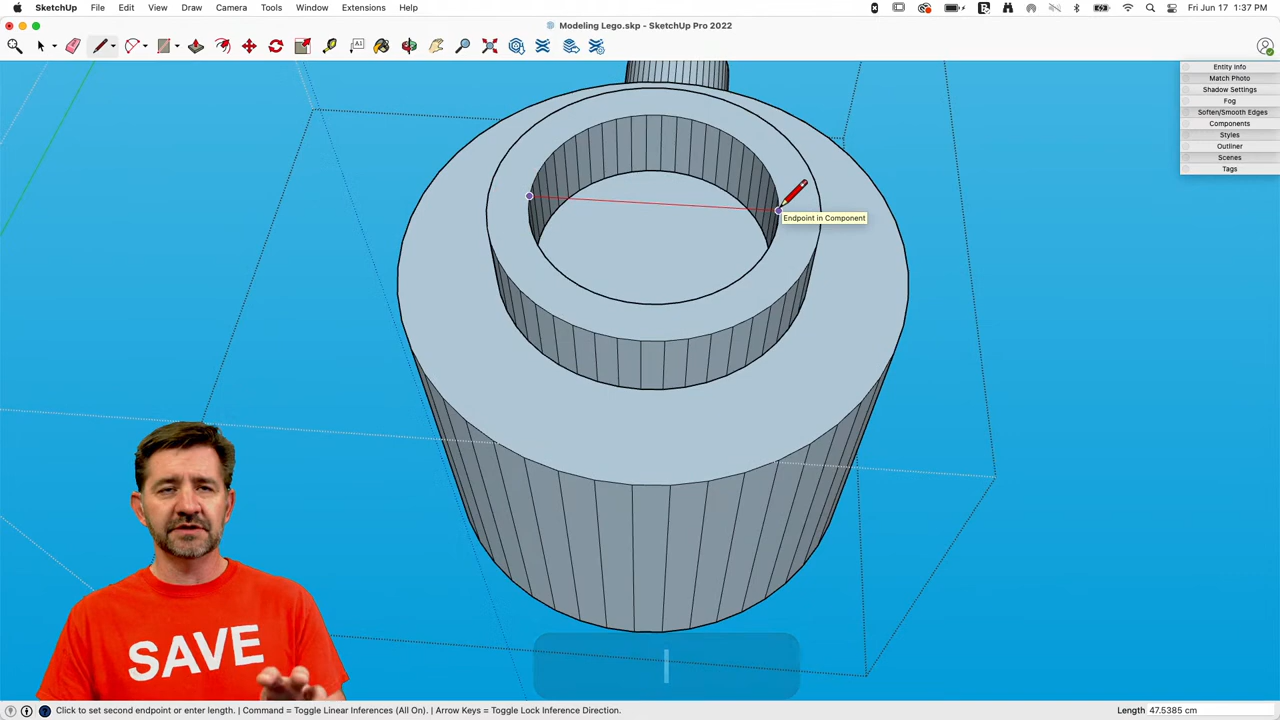 SketchUp File Edit View Draw Camera Tools Window Extensions Help
Fri Jun 17 1:37 PM
Modeling Lego.skp - SketchUp Pro 2022
Entity Info
Match Photo
Shadow Settings
Fog
Soften/Smooth Edges
Components
Styles
Outliner
Scenes
Tags
Endpoint in Component
SAVE
Click to set second endpoint or enter length. | Command = Toggle Linear Inferences (All On). | Arrow Keys = Toggle Lock Inference Direction.
Length 47.5385 cm